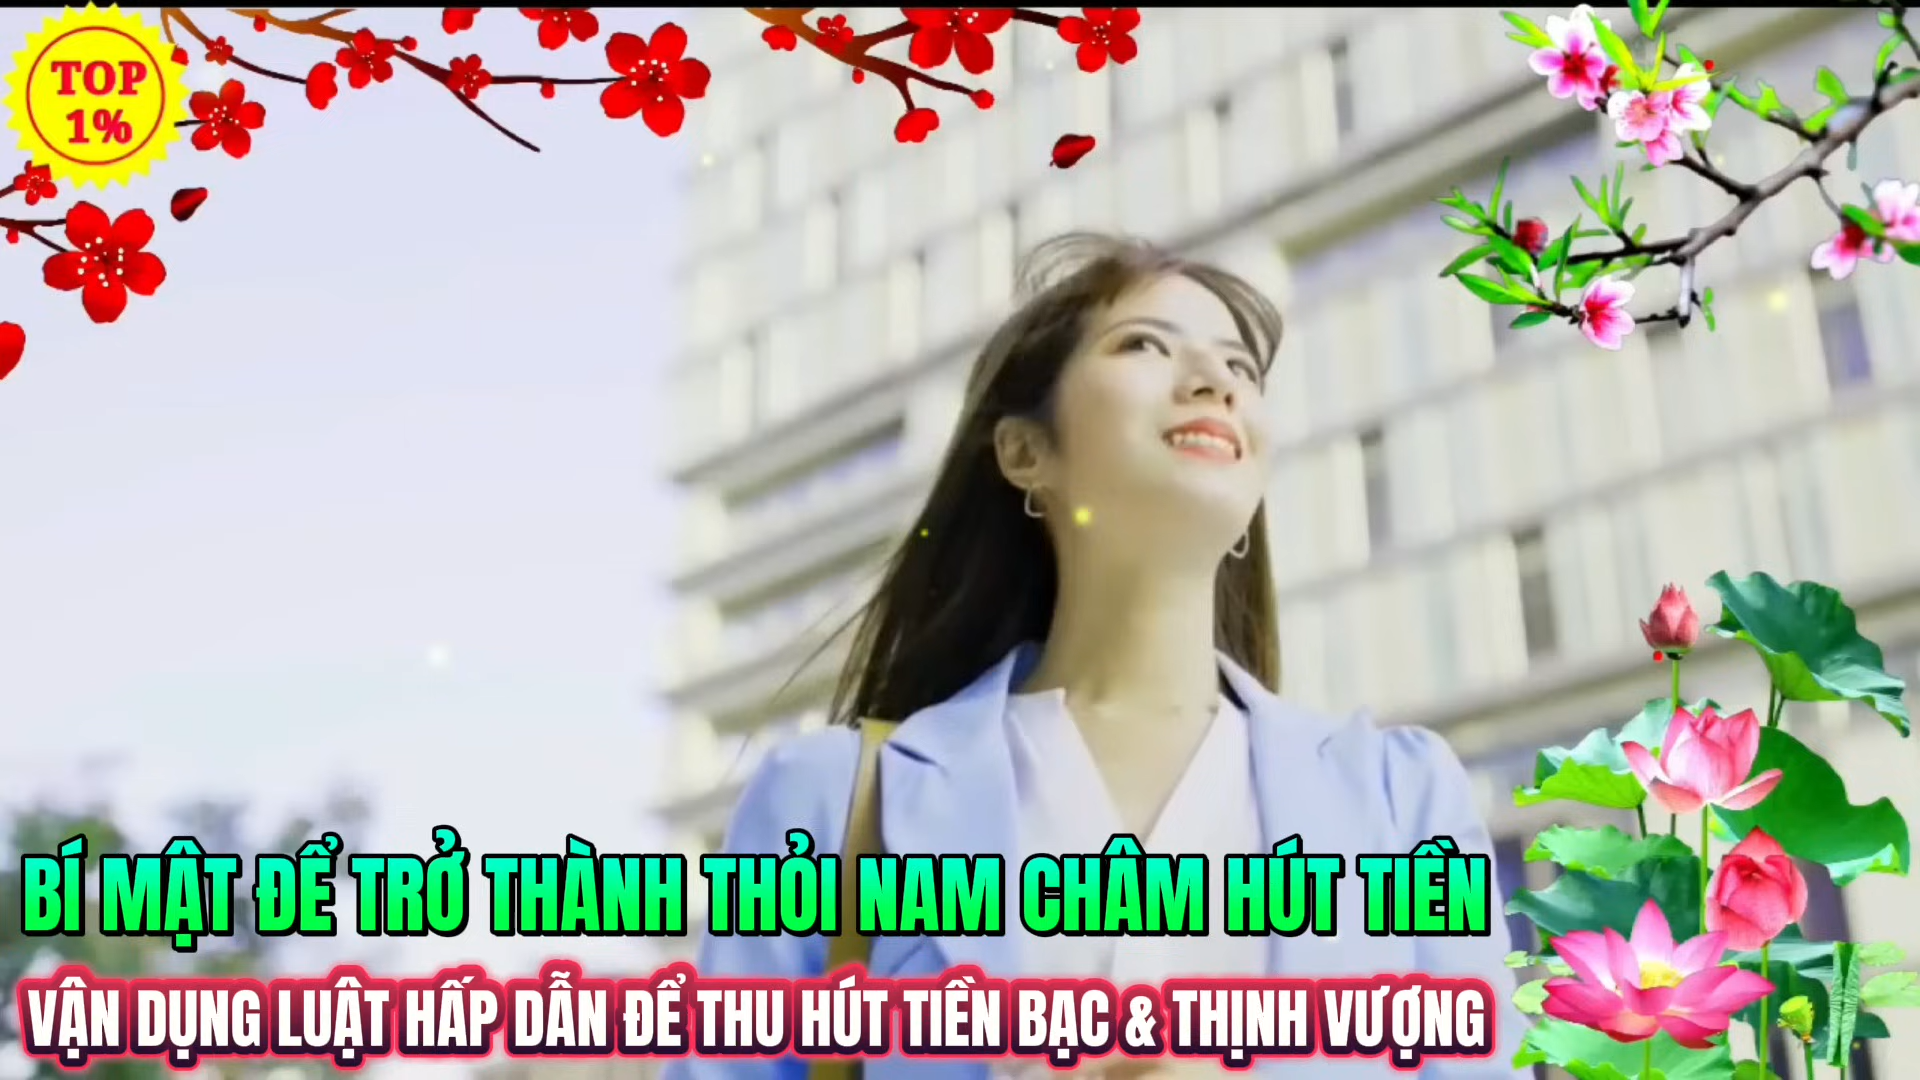 TOP
1%
BÍ MẬT ĐỂ TRỞ THÀNH THỎI NAM CHÂM HÚT TIỀN
VẬN DỤNG LUẬT HẤP DẪN ĐỂ THU HÚT TIỀN BẠC & THỊNH VƯỢNG